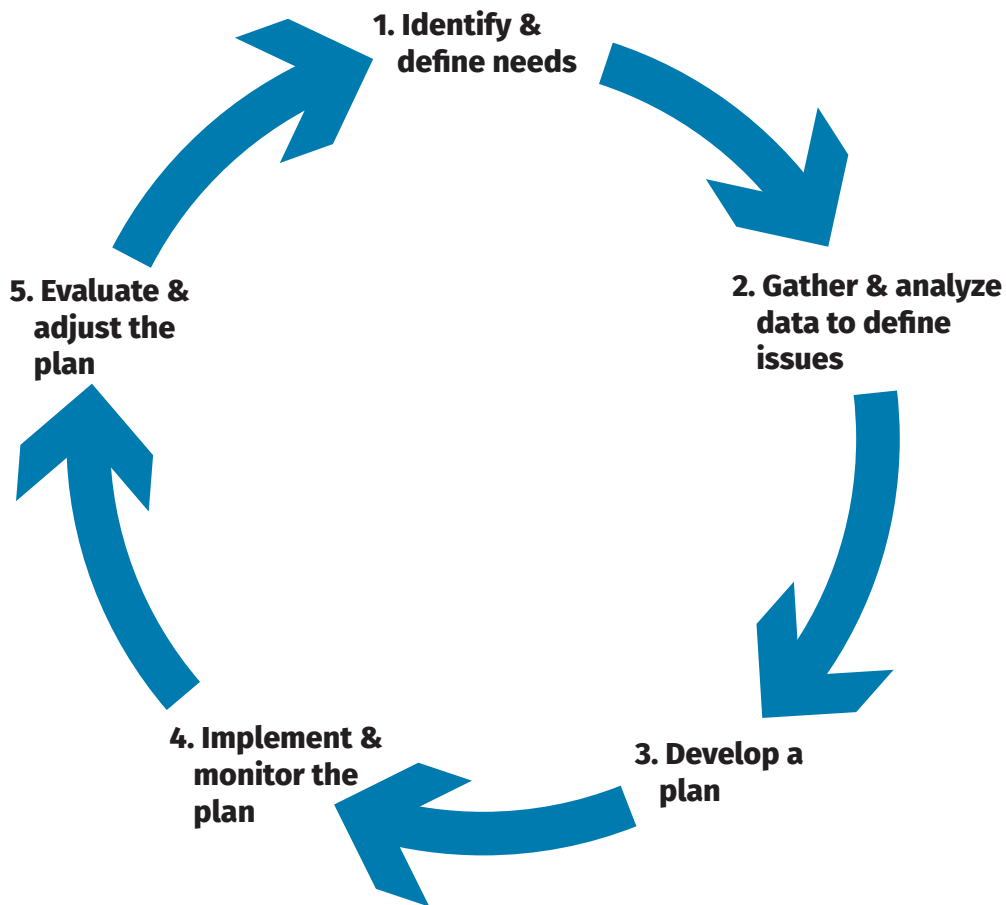 1. Identify &
define needs
2. Gather & analyze
data to define
issues
3. Develop a
plan
4. Implement &
monitor the
plan
5. Evaluate &
adjust the
plan